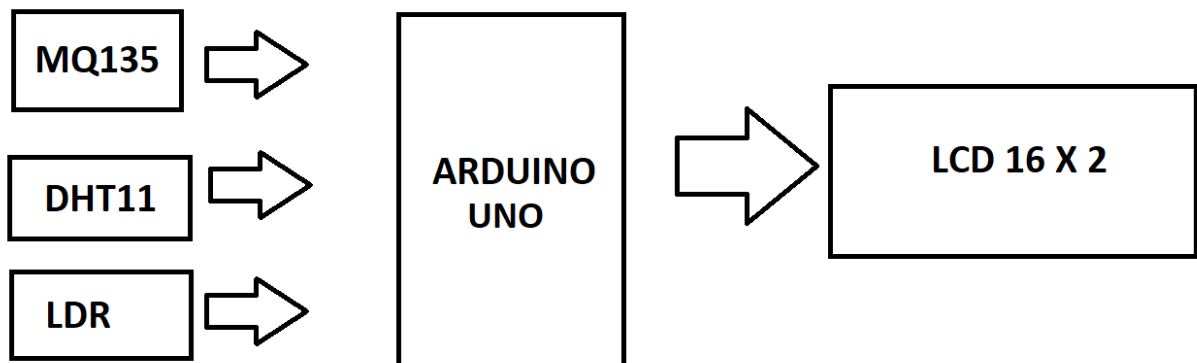 MQ135
DHT11
LDR
ARDUINO
UNO
LCD 16 X 2